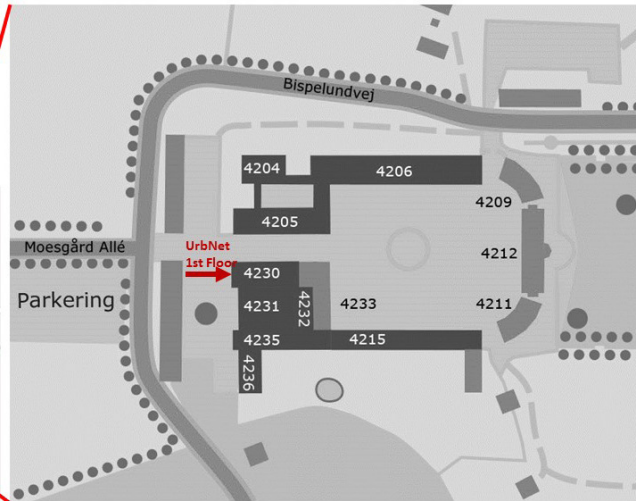 Bispelundvej
4204
4206
4209
4205
Moesgård Allé
UrbNet
1st Floor
4212
4230
Parkering
4231
4232
4233
4211
4235
4215
4236